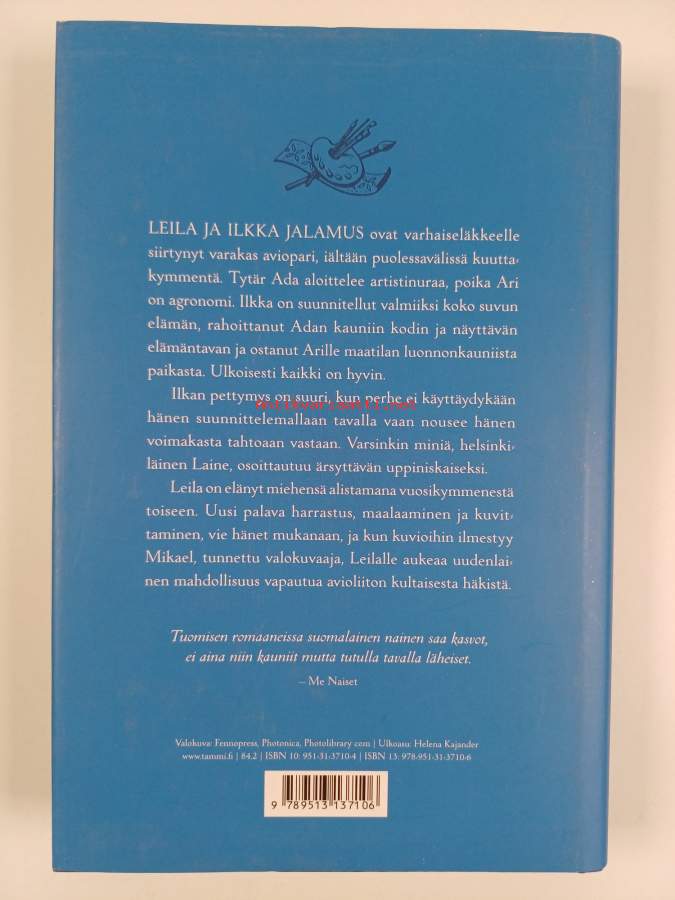 LEILA JA ILKKA JALAMUS ovat varhaiseläkkeelle
siirtynyt varakas aviopari, iältään puolessavälissä kuutta-
kymmentä. Tytär Ada aloittelee artistinuraa, poika Ari
on agronomi. Ilkka on suunnitellut valmiiksi koko suvun
elämän, rahoittanut Adan kauniin kodin ja näyttävän
elämäntavan ja ostanut Arille maatilan luonnonkauniista
paikasta. Ulkoisesti kaikki on hyvin.
Ilkan pettymys on suuri, kun perhe ei käyttäydykään
Antikvariaatti.net
hänen suunnittelemallaan tavalla vaan nousee hänen
voimakasta tahtoaan vastaan. Varsinkin miniä, helsinki-
läinen Laine, osoittautuu ärsyttävän uppiniskaiseksi.
Leila on elänyt miehensä alistamana vuosikymmenestä
toiseen. Uusi palava harrastus, maalaaminen ja kuvit-
taminen, vie hänet mukanaan, ja kun kuvioihin ilmestyy
Mikael, tunnettu valokuvaaja, Leilalle aukeaa uudenlai-
nen mahdollisuus vapautua avioliiton kultaisesta häkistä.
Tuomisen romaaneissa suomalainen nainen saa kasvot,
ei aina niin kauniit mutta tutulla tavalla läheiset.
– Me Naiset
Valokuva: Fennopress, Photonica, Photolibrary.com | Ulkoasu: Helena Kajander
www.tammi.fi | 84.2 | ISBN 10: 951-31-3710-4 | ISBN 13: 978-951-31-3710-6
9 789513 137106